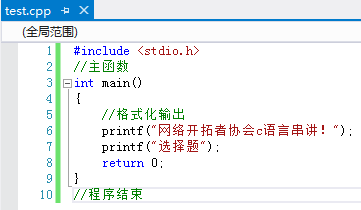 test.cpp
(全局范围)
1 #include <stdio.h>
2 //主函数
3 int main()
4 {
5 //格式化输出
6 printf("网络开拓者协会c语言串讲！");
7 printf("选择题");
8 return 0;
9 }
10 //程序结束